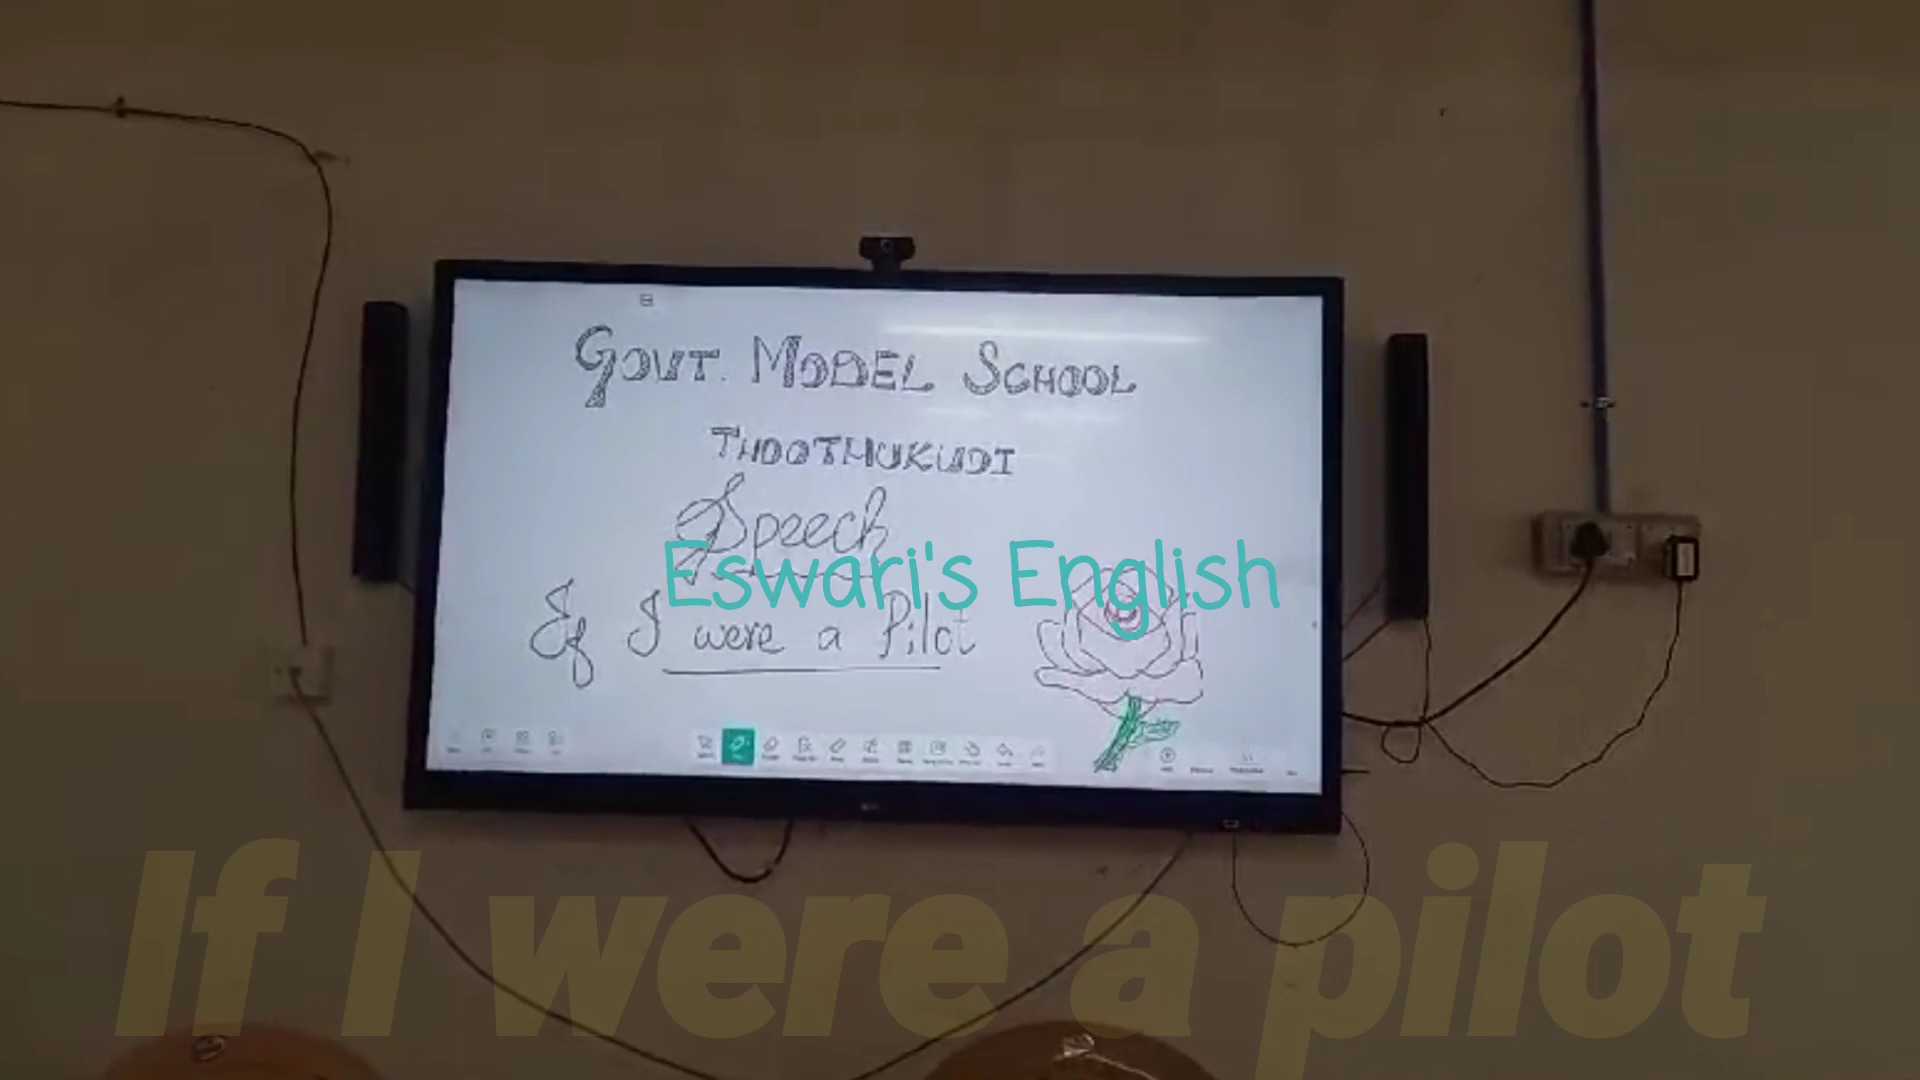 GOVT. MODEL SCHOOL
THOOTHUKUDI
Speech
Eswari's English
If I were a Pilot
If I were a pilot